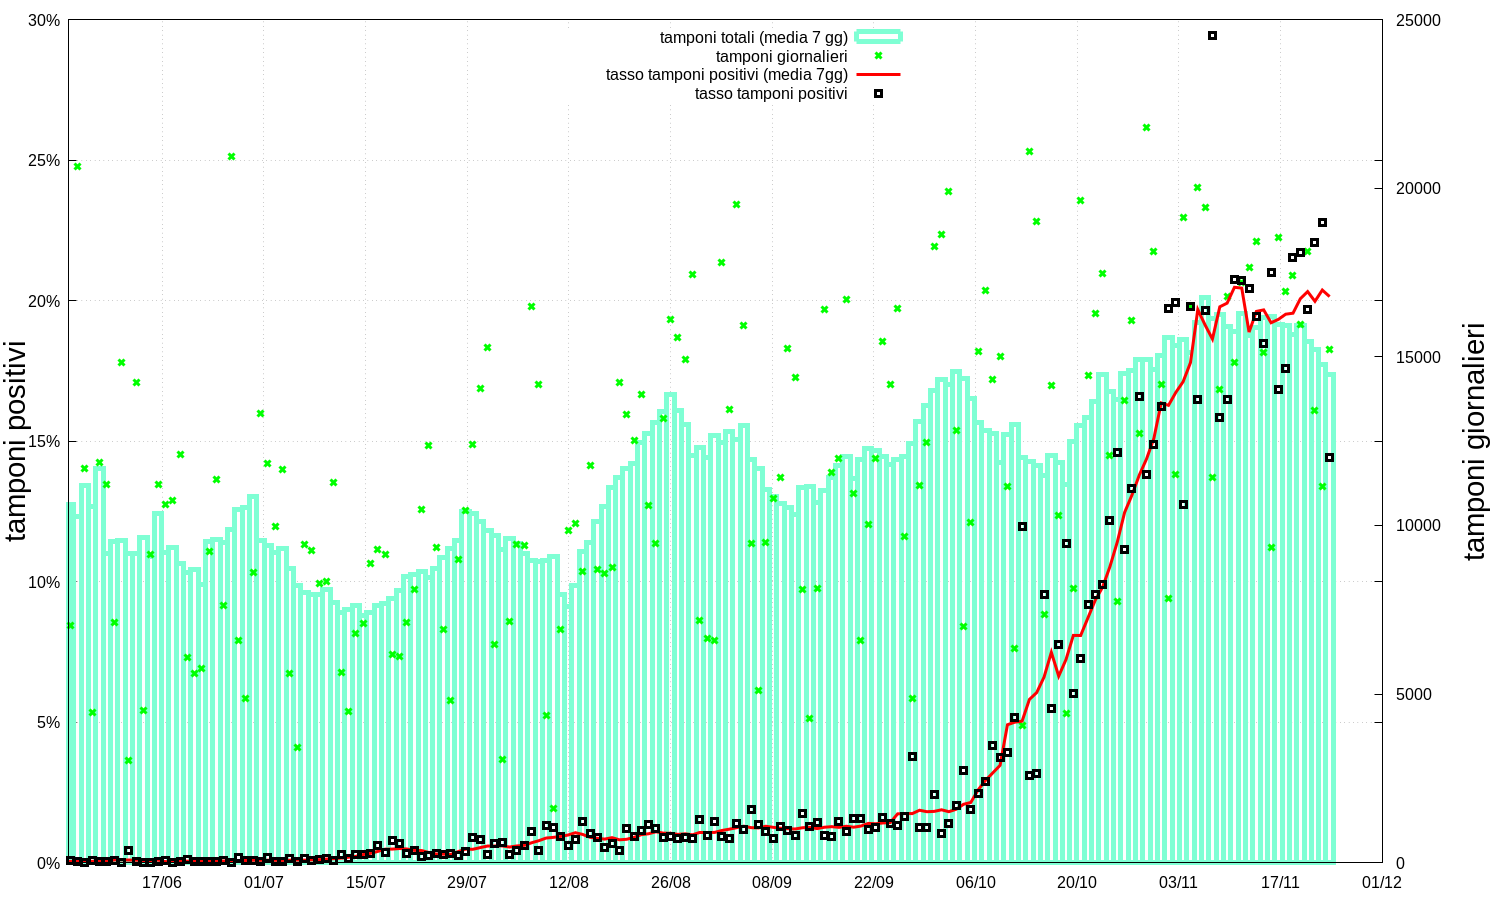 30%
25%
20%
15%
10%
5%
0%
tamponi positivi
tamponi totali (media 7 gg)
tamponi giornalieri
tasso tamponi positivi (media 7gg)
tasso tamponi positivi
25000
20000
15000
10000
5000
0
tamponi giornalieri
17/06 01/07 15/07 29/07 12/08 26/08 08/09 22/09 06/10 20/10 03/11 17/11 01/12